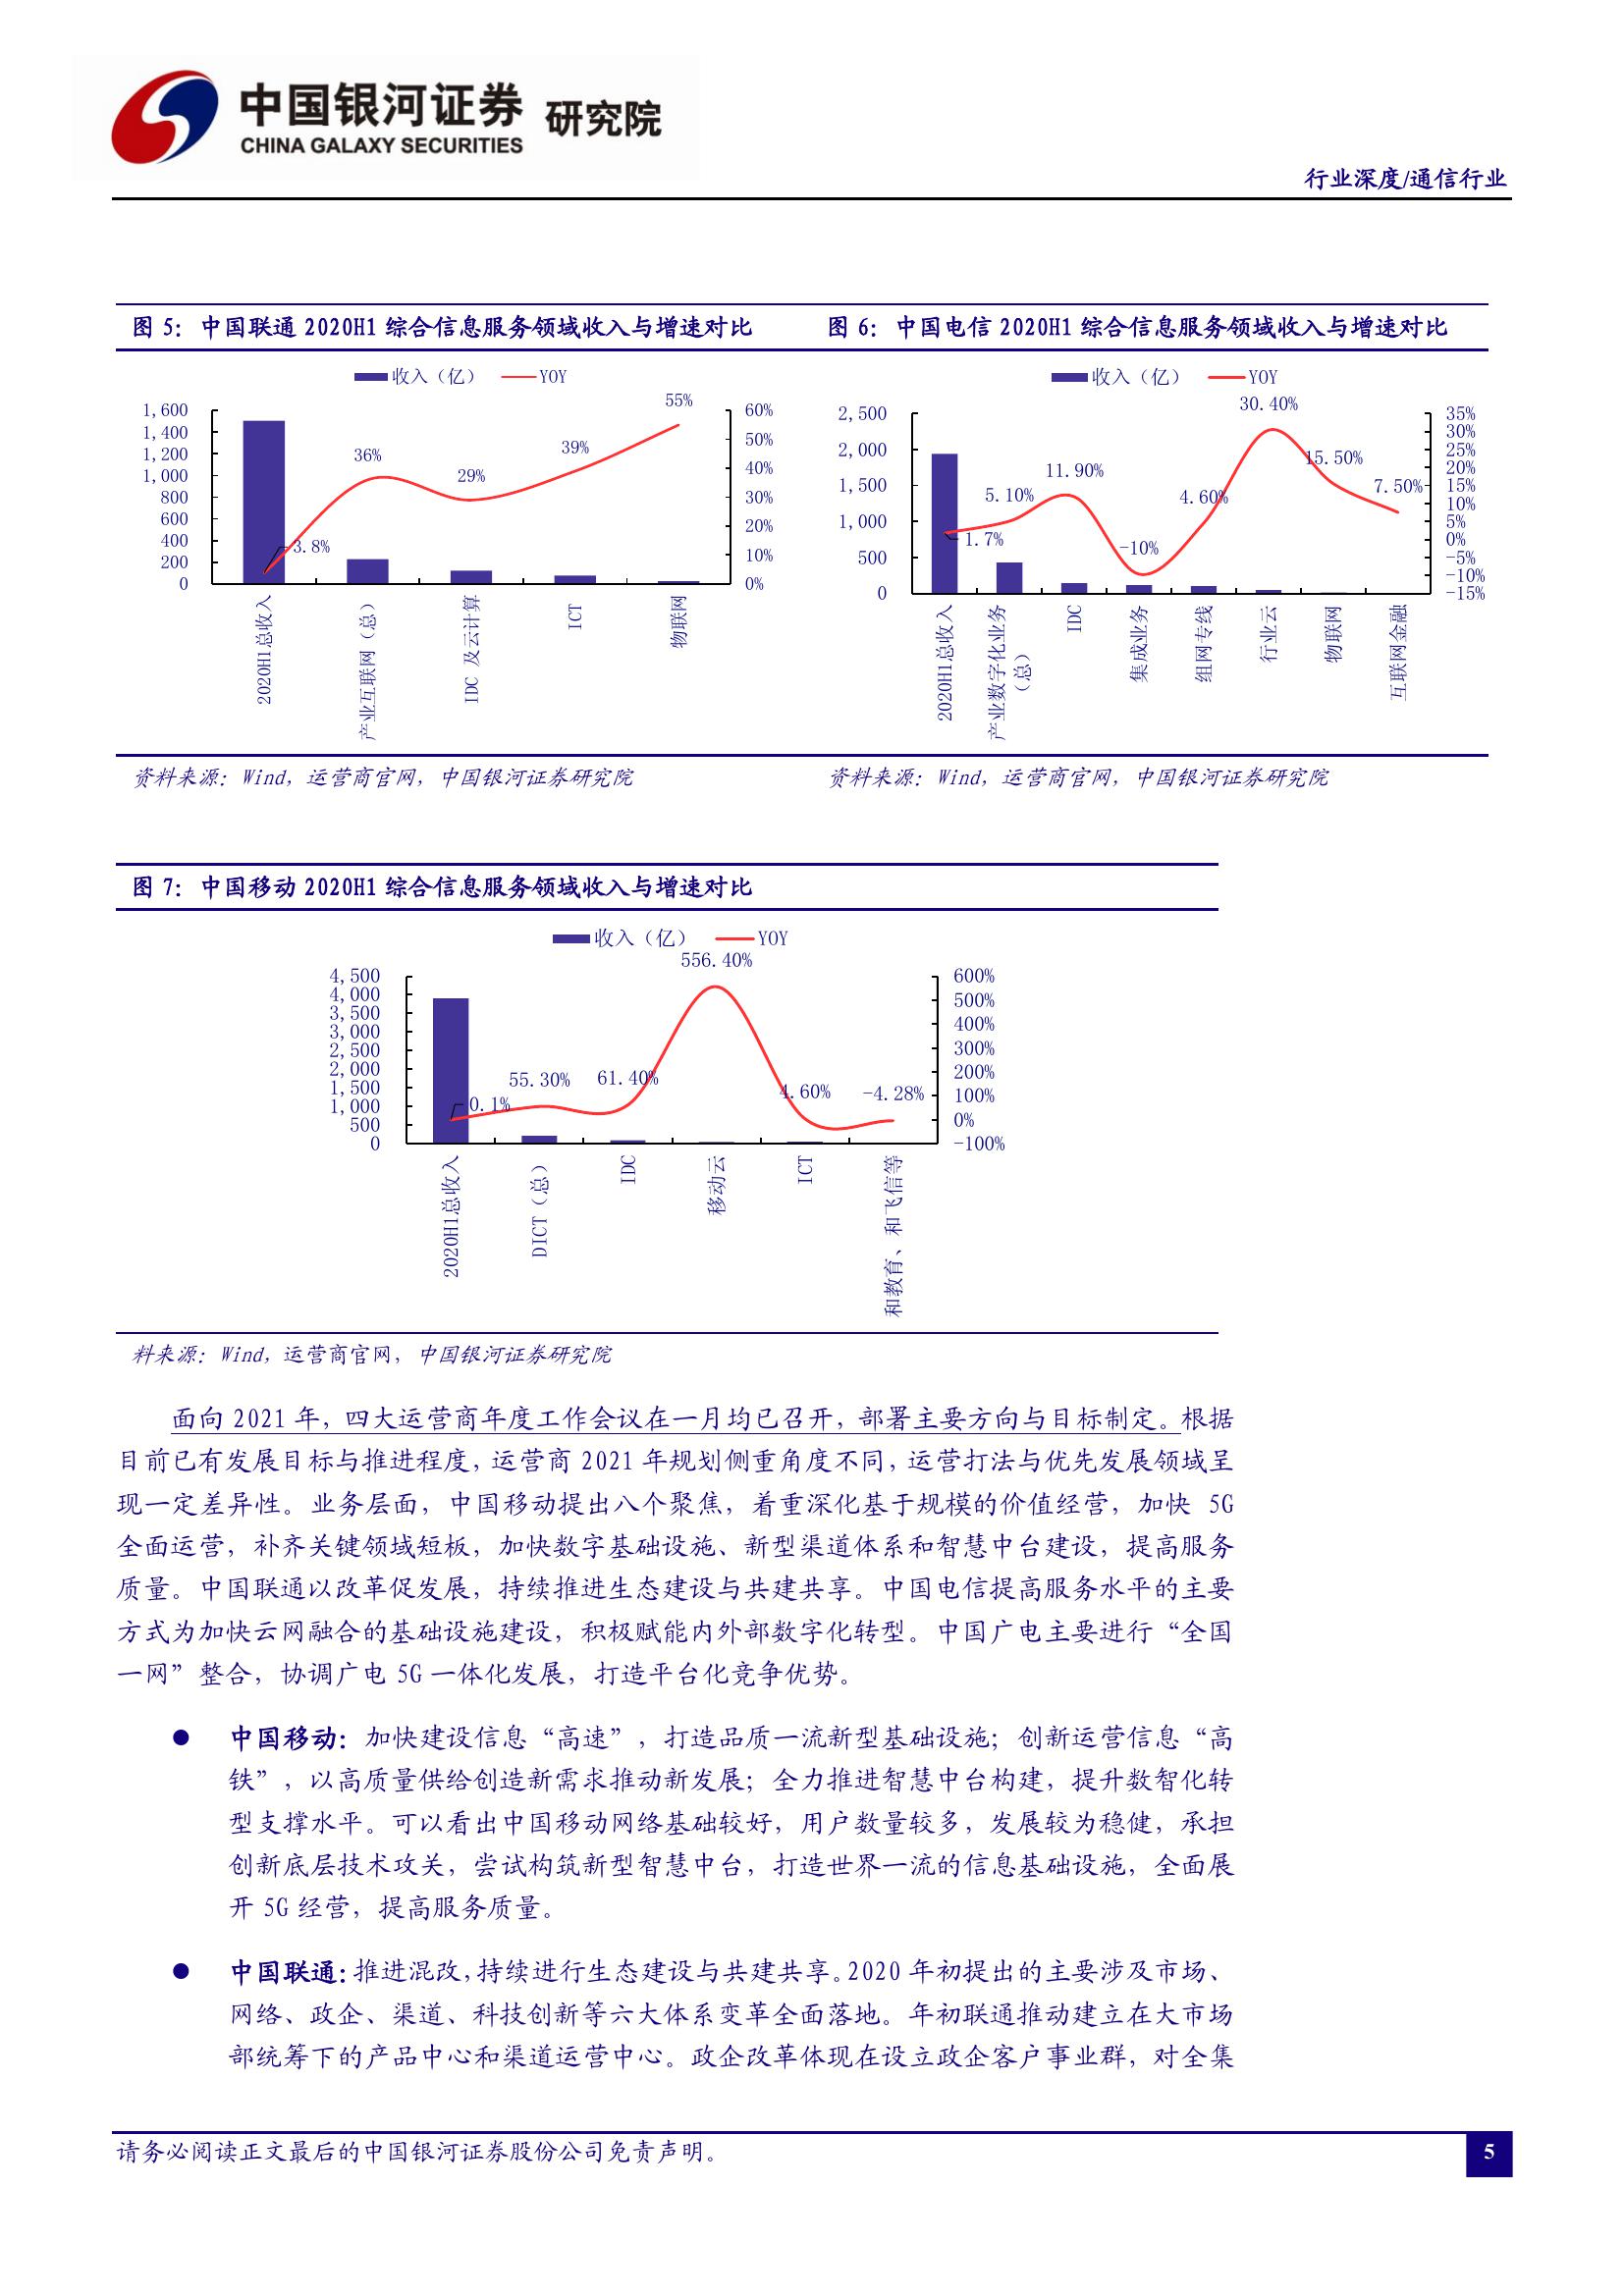 中国银河证券 研究院
CHINA GALAXY SECURITIES
行业深度/通信行业
图 5：中国联通 2020H1 综合信息服务领域收入与增速对比
收入（亿） YOY
1,600
1,400
1,200
1,000
800
600
400
200
0
60%
50%
40%
30%
20%
10%
0%
3.8%
36%
29%
39%
55%
2020H1总收入
产业互联网（总）
IDC 及云计算
ICT
物联网
资料来源：Wind，运营商官网，中国银河证券研究院
图 6：中国电信 2020H1 综合信息服务领域收入与增速对比
收入（亿） YOY
2,500
2,000
1,500
1,000
500
0
35%
30%
25%
20%
15%
10%
5%
0%
-5%
-10%
-15%
1.7%
5.10%
11.90%
-10%
4.60%
30.40%
15.50%
7.50%
2020H1总收入
产业数字化业务
（总）
IDC
集成业务
组网专线
行业云
物联网
互联网金融
资料来源：Wind，运营商官网，中国银河证券研究院
图 7：中国移动 2020H1 综合信息服务领域收入与增速对比
收入（亿） YOY
4,500
4,000
3,500
3,000
2,500
2,000
1,500
1,000
500
0
600%
500%
400%
300%
200%
100%
0%
-100%
0.1%
55.30%
61.40%
556.40%
4.60%
-4.28%
2020H1总收入
DICT（总）
IDC
移动云
ICT
和教育、和飞信等
料来源：Wind，运营商官网，中国银河证券研究院
面向 2021 年，四大运营商年度工作会议在一月均已召开，部署主要方向与目标制定。根据
目前已有发展目标与推进程度，运营商 2021 年规划侧重角度不同，运营打法与优先发展领域呈
现一定差异性。业务层面，中国移动提出八个聚焦，着重深化基于规模的价值经营，加快 5G
全面运营，补齐关键领域短板，加快数字基础设施、新型渠道体系和智慧中台建设，提高服务
质量。中国联通以改革促发展，持续推进生态建设与共建共享。中国电信提高服务水平的主要
方式为加快云网融合的基础设施建设，积极赋能内外部数字化转型。中国广电主要进行“全国
一网”整合，协调广电 5G 一体化发展，打造平台化竞争优势。
● 中国移动：加快建设信息“高速”，打造品质一流新型基础设施；创新运营信息“高
铁”，以高质量供给创造新需求推动新发展；全力推进智慧中台构建，提升数智化转
型支撑水平。可以看出中国移动网络基础较好，用户数量较多，发展较为稳健，承担
创新底层技术攻关，尝试构筑新型智慧中台，打造世界一流的信息基础设施，全面展
开 5G 经营，提高服务质量。
● 中国联通：推进混改，持续进行生态建设与共建共享。2020 年初提出的主要涉及市场、
网络、政企、渠道、科技创新等六大体系变革全面落地。年初联通推动建立在大市场
部统筹下的产品中心和渠道运营中心。政企改革体现在设立政企客户事业群，对全集
请务必阅读正文最后的中国银河证券股份公司免责声明。
5